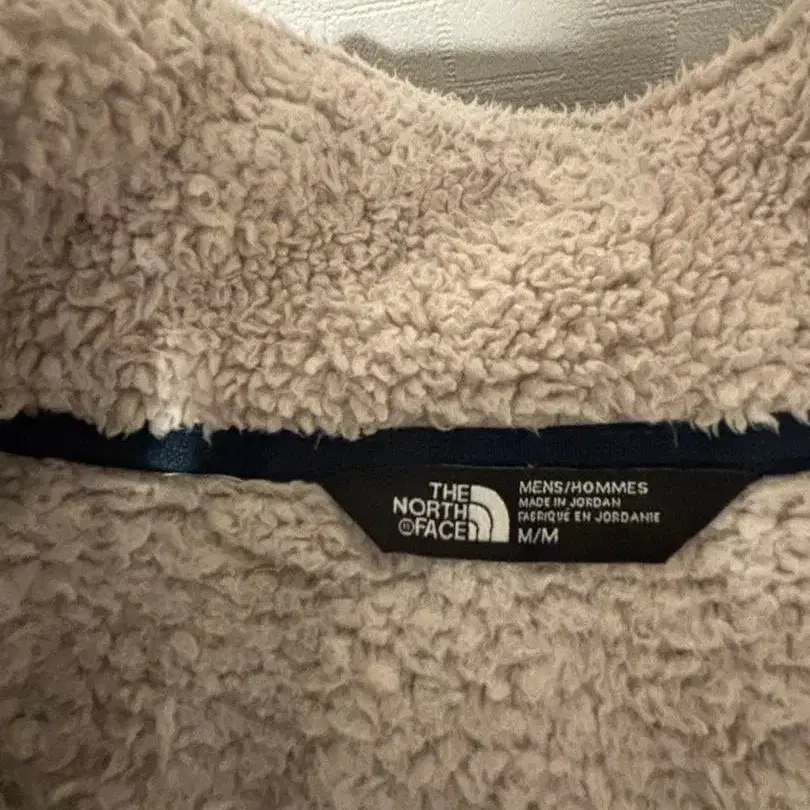 THE
NORTH
FACE
MENS/HOMMES
MADE IN JORDAN
FABRIQUÉ EN JORDANIE
M/M